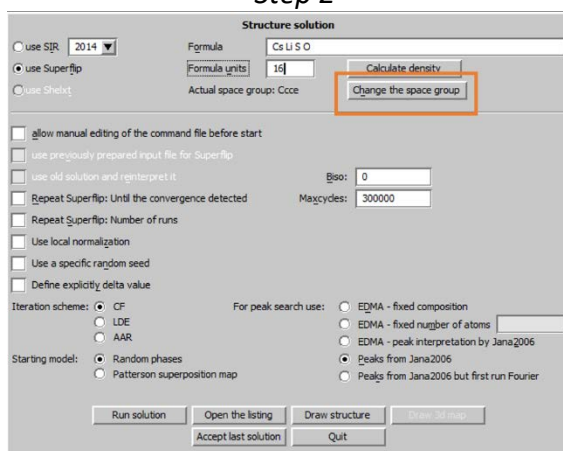 Step 2
Structure solution
use SIR 2014 Formula Cs Li S O
use Superflip Formula units 16 Calculate density
use Shelxt Actual space group: Ccce Change the space group
allow manual editing of the command file before start
use previously prepared input file for Superflip
use old solution and reinterpret it Biso: 0
Repeat Superflip: Until the convergence detected Maxcycles: 300000
Repeat Superflip: Number of runs
Use local normalization
Use a specific random seed
Define explicitly delta value
Iteration scheme: CF For peak search use: EDMA - fixed composition
LDE EDMA - fixed number of atoms
AAR EDMA - peak interpretation by Jana2006
Starting model: Random phases Peaks from Jana2006
Patterson superposition map Peaks from Jana2006 but first run Fourier
Run solution Open the listing Draw structure Draw 3d map
Accept last solution Quit